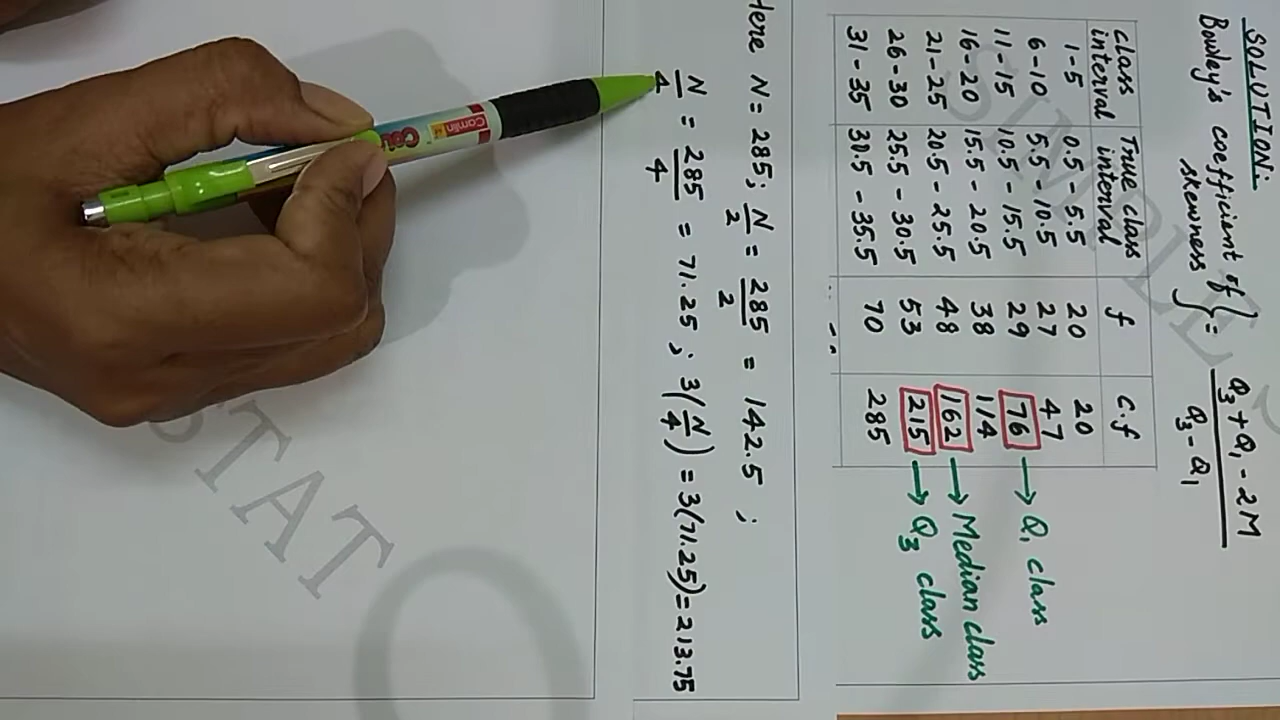 SOLUTION:
Bowley's coefficient of skewness } = Q3 + Q1 - 2M / Q3 - Q1
class interval | True class interval | f | c.f
1-5 | 0.5 - 5.5 | 20 | 20
6-10 | 5.5 - 10.5 | 27 | 47
11-15 | 10.5 - 15.5 | 29 | 76 → Q1 class
16-20 | 15.5 - 20.5 | 38 | 114
21-25 | 20.5 - 25.5 | 48 | 162 → Median class
26-30 | 25.5 - 30.5 | 53 | 215 → Q3 class
31-35 | 30.5 - 35.5 | 70 | 285
Here N = 285; N/2 = 285/2 = 142.5 ;
N/4 = 285/4 = 71.25 ; 3(N/4) = 3(71.25) = 213.75
SIMPLE
STAT
Camlin